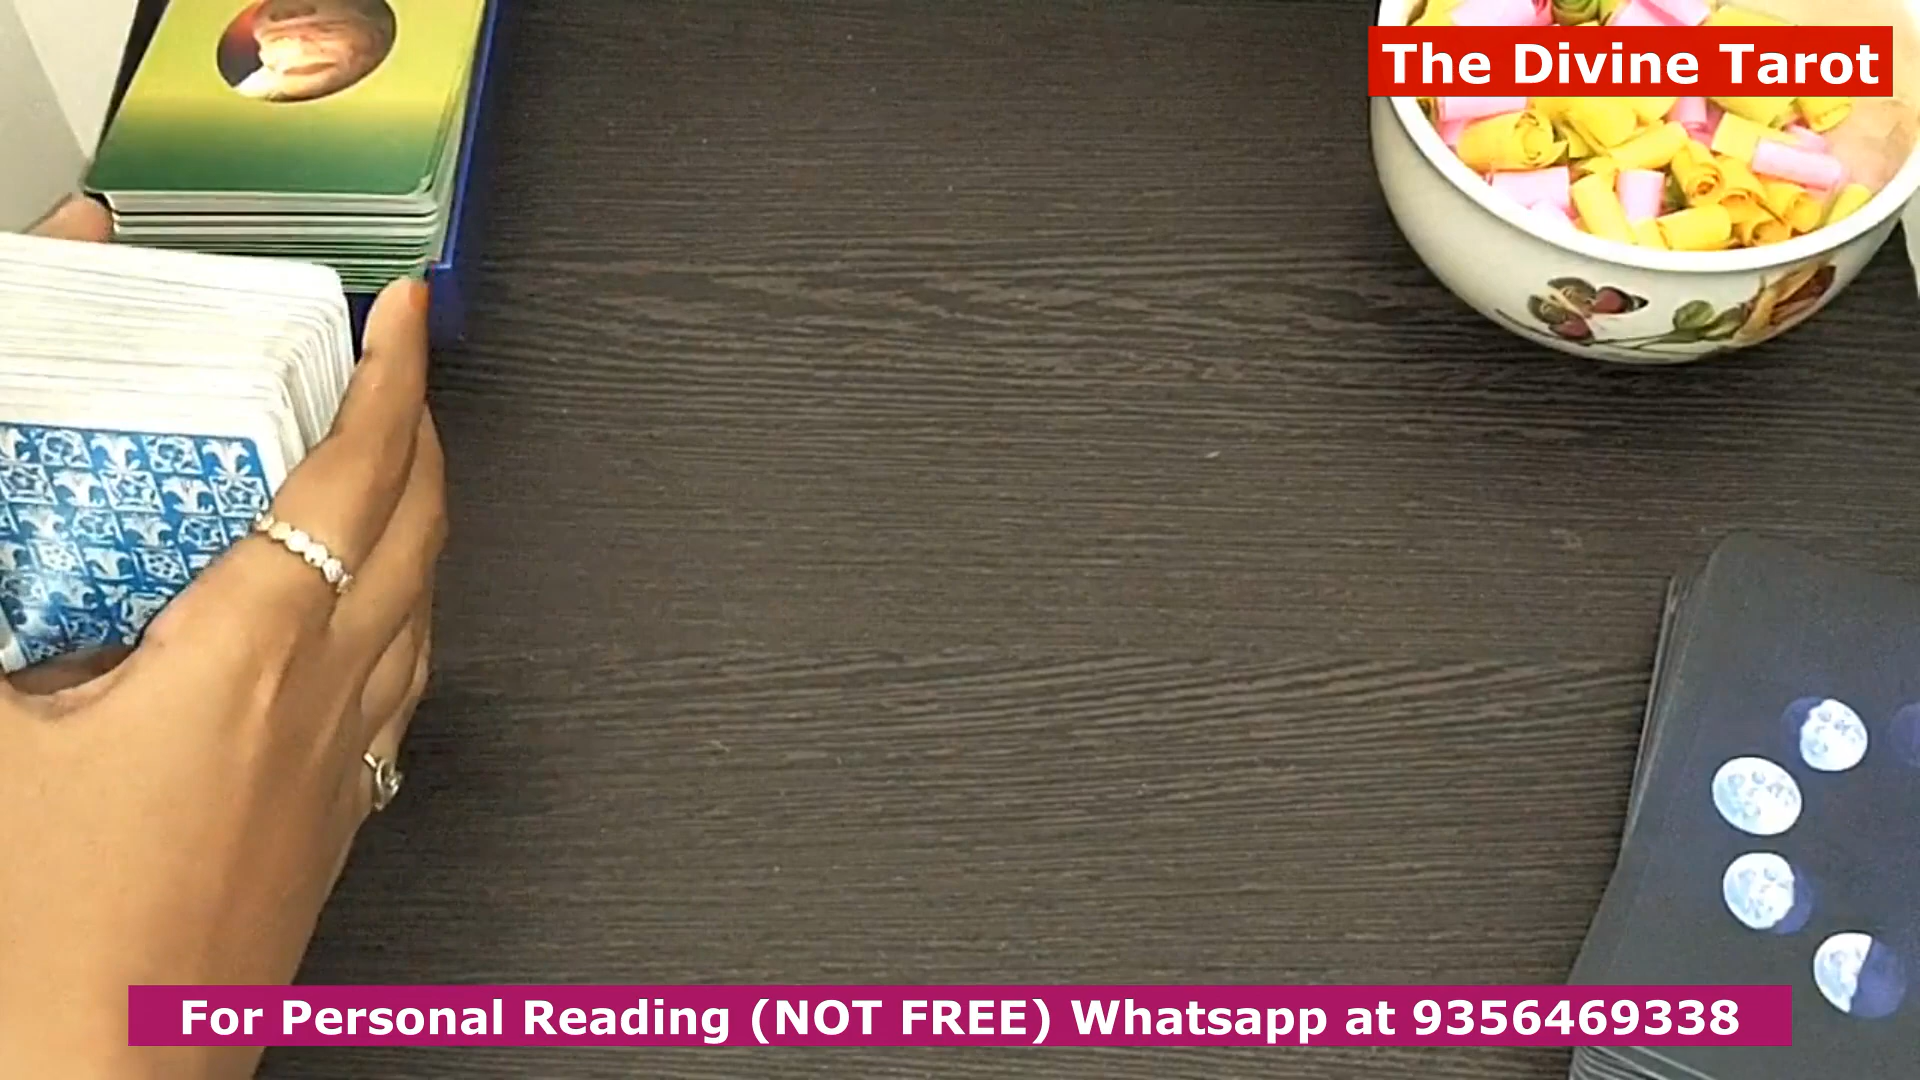 The Divine Tarot
For Personal Reading (NOT FREE) Whatsapp at 9356469338